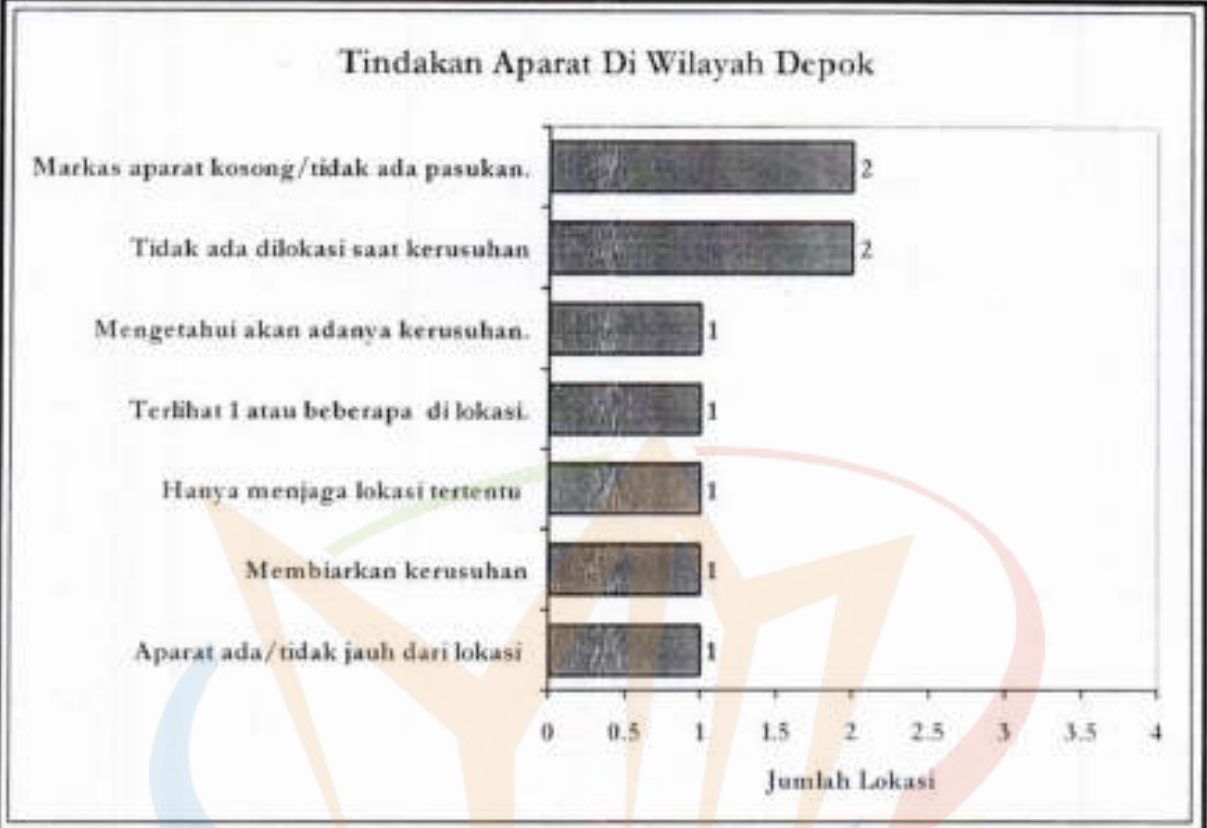 Tindakan Aparat Di Wilayah Depok
Markas aparat kosong/tidak ada pasukan. 2
Tidak ada dilokasi saat kerusuhan 2
Mengetahui akan adanya kerusuhan. 1
Terlihat 1 atau beberapa di lokasi. 1
Hanya menjaga lokasi tertentu 1
Membiarkan kerusuhan 1
Aparat ada/tidak jauh dari lokasi 1
0 0.5 1 1.5 2 2.5 3 3.5 4
Jumlah Lokasi